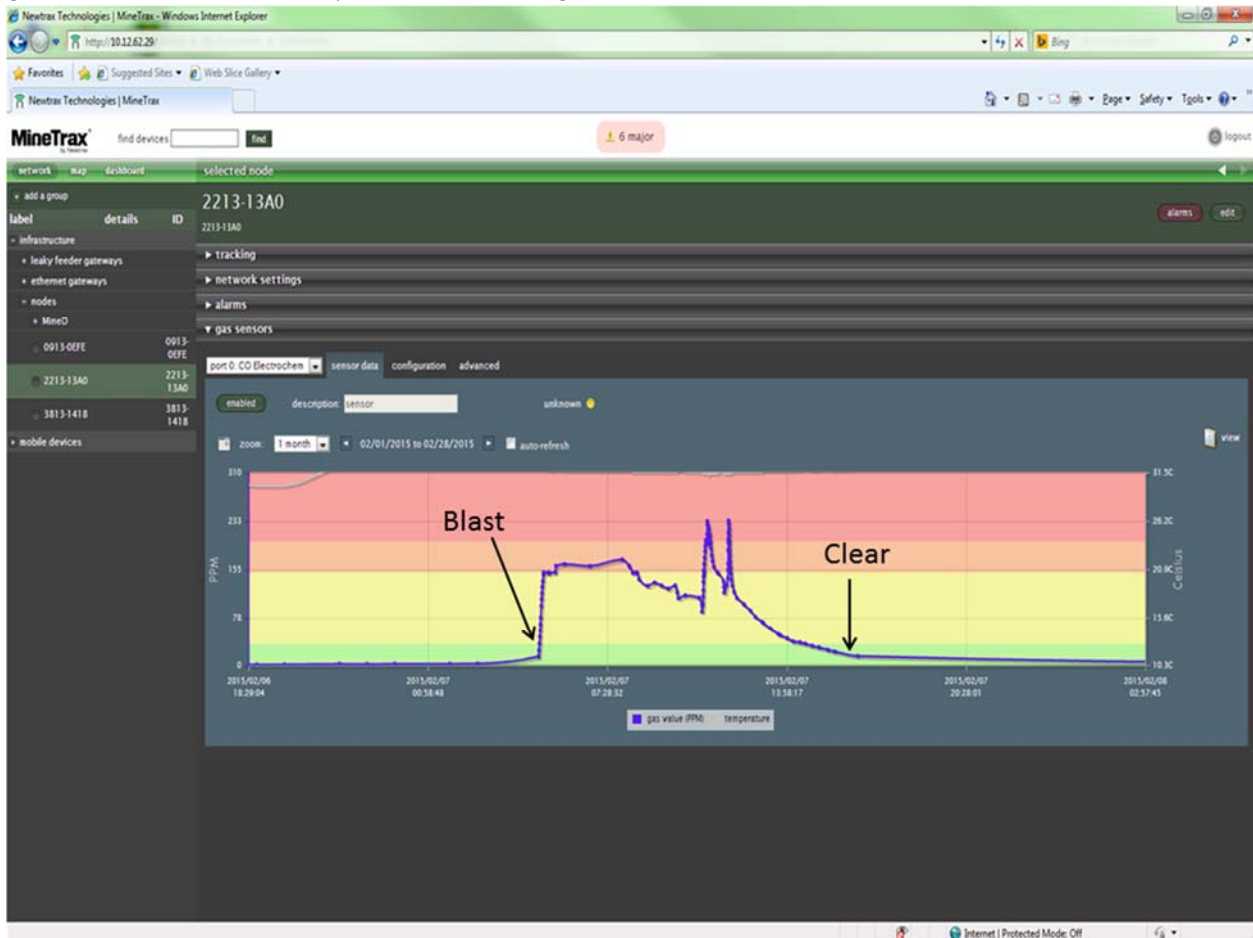 Newtrax Technologies | MineTrax - Windows Internet Explorer
http://10.12.62.29/
Bing
Favorites Suggested Sites Web Slice Gallery
Newtrax Technologies | MineTrax
Page Safety Tools
MineTrax find devices find 6 major logout
by Newtrax
network map dashboard selected node
add a group
2213-13A0
label details ID
2213-13A0
alarms edit
infrastructure
leaky feeder gateways
ethernet gateways
nodes
MineD
0913-0EFE 0913-0EFE
2213-13A0 2213-13A0
3813-1418 3813-1418
mobile devices
tracking
network settings
alarms
gas sensors
port 0: CO Electrochen sensor data configuration advanced
enabled description: sensor unknown
zoom: 1 month 02/01/2015 to 02/28/2015 auto-refresh view
310 31.5C
Blast
233 26.2C
Clear
155 20.9C
PPM Celsius
78 15.6C
0 10.3C
2015/02/06 2015/02/07 2015/02/07 2015/02/07 2015/02/07 2015/02/08
18:29:04 00:58:48 07:28:32 13:58:17 20:28:01 02:57:45
gas value (PPM) temperature
Internet | Protected Mode: Off